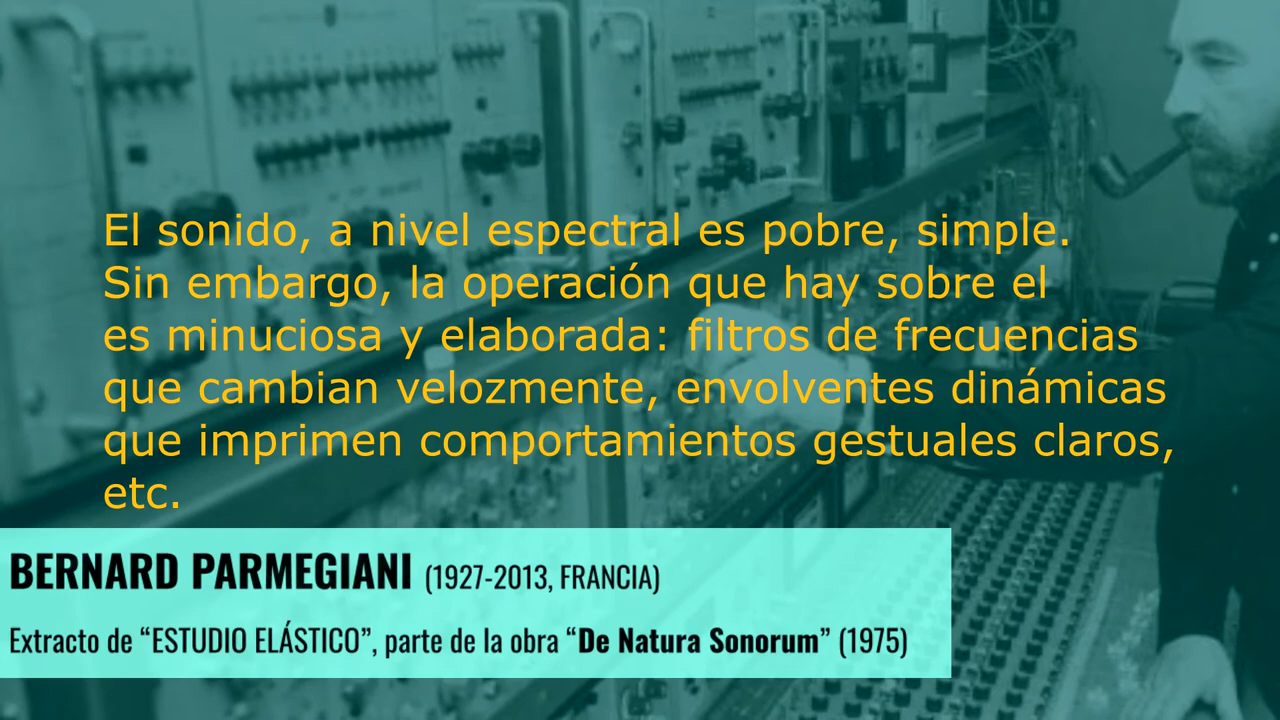 El sonido, a nivel espectral es pobre, simple.
Sin embargo, la operación que hay sobre el
es minuciosa y elaborada: filtros de frecuencias
que cambian velozmente, envolventes dinámicas
que imprimen comportamientos gestuales claros,
etc.
BERNARD PARMEGIANI (1927-2013, FRANCIA)
Extracto de “ESTUDIO ELÁSTICO”, parte de la obra “De Natura Sonorum” (1975)